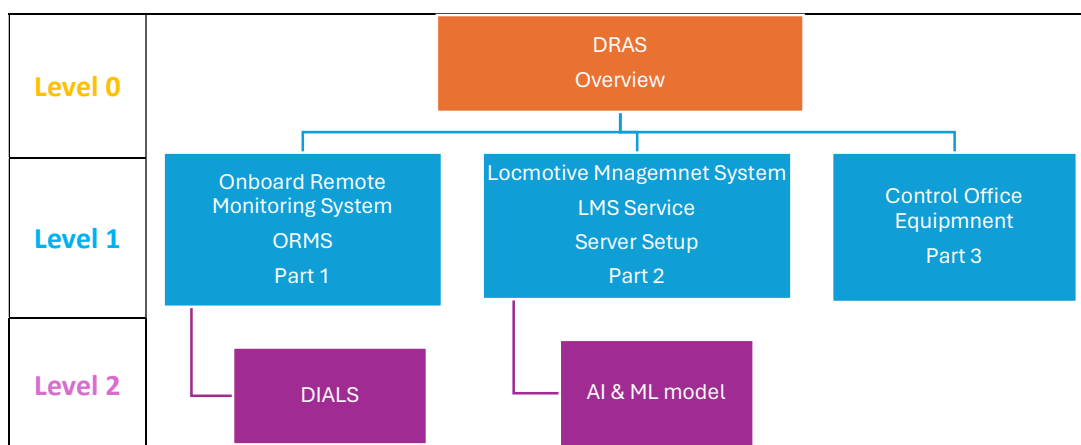 Level 0
DRAS
Overview
Level 1
Onboard Remote
Monitoring System
ORMS
Part 1
Locmotive Mnagemnet System
LMS Service
Server Setup
Part 2
Control Office
Equipmnent
Part 3
Level 2
DIALS
AI & ML model